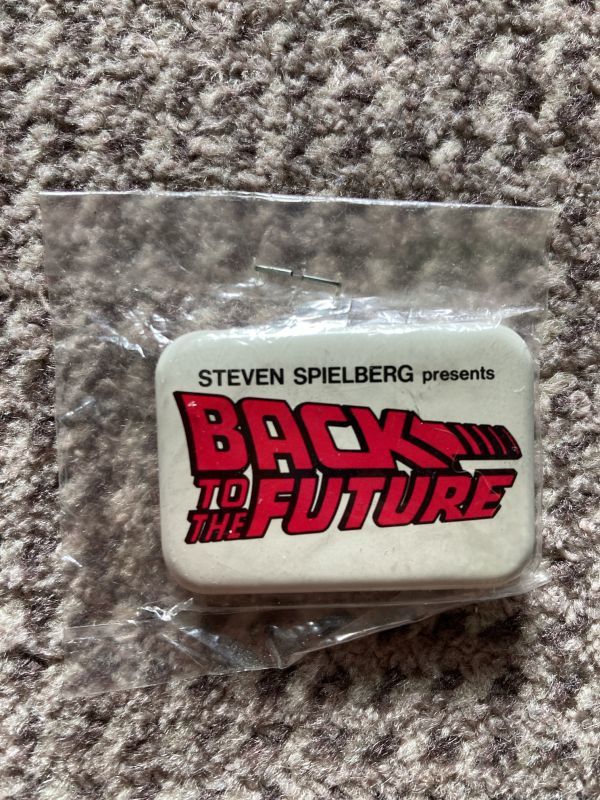 STEVEN SPIELBERG presents
BACK
TO
THE FUTURE